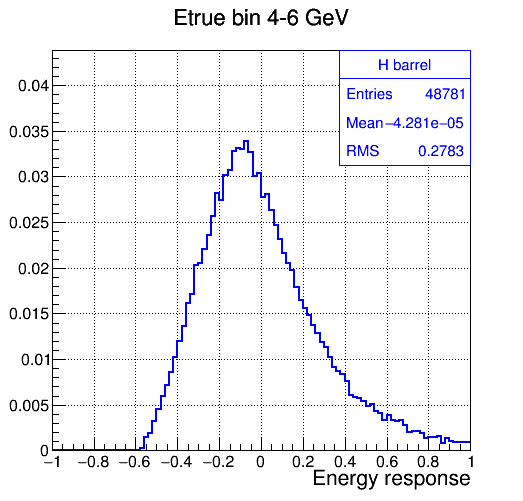 Etrue bin 4-6 GeV
H barrel
Entries 48781
Mean −4.281e−05
RMS 0.2783
0.04
0.035
0.03
0.025
0.02
0.015
0.01
0.005
0
−1 −0.8 −0.6 −0.4 −0.2 0 0.2 0.4 0.6 0.8 1
Energy response